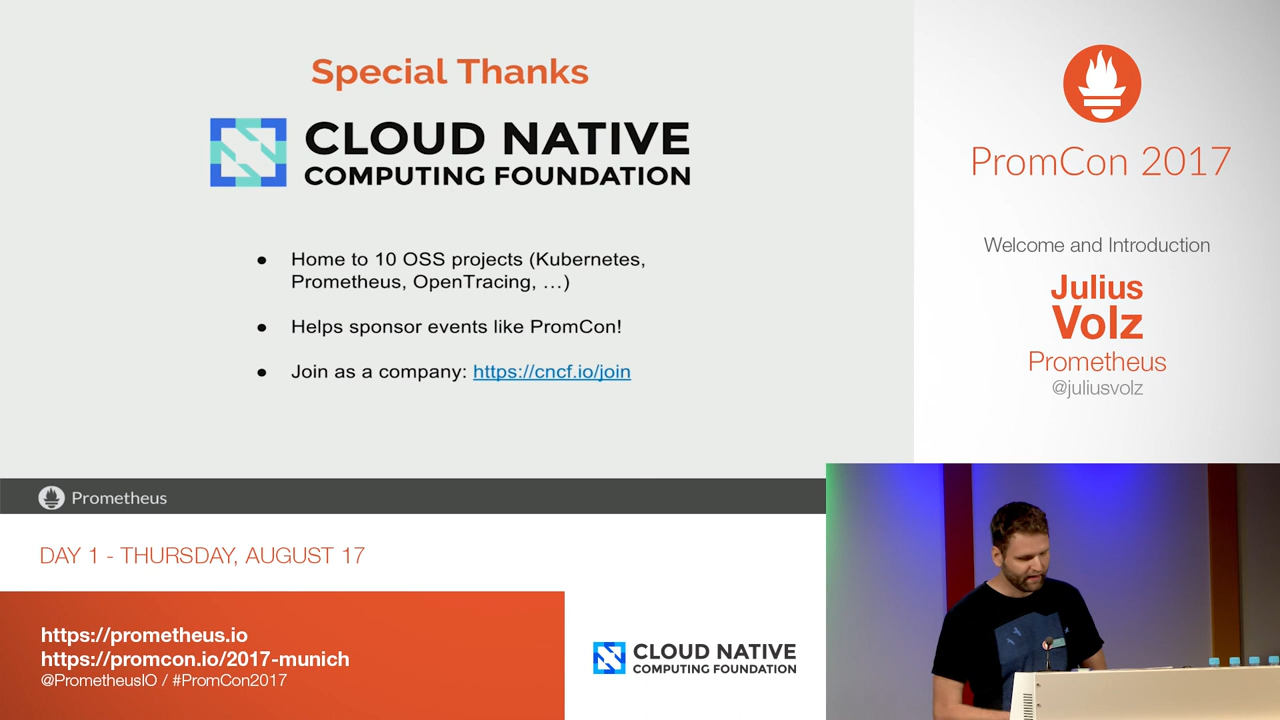 Special Thanks
CLOUD NATIVE
COMPUTING FOUNDATION
● Home to 10 OSS projects (Kubernetes,
Prometheus, OpenTracing, …)
● Helps sponsor events like PromCon!
● Join as a company: https://cncf.io/join
Prometheus
PromCon 2017
Welcome and Introduction
Julius
Volz
Prometheus
@juliusvolz
DAY 1 - THURSDAY, AUGUST 17
https://prometheus.io
https://promcon.io/2017-munich
@PrometheusIO / #PromCon2017
CLOUD NATIVE
COMPUTING FOUNDATION